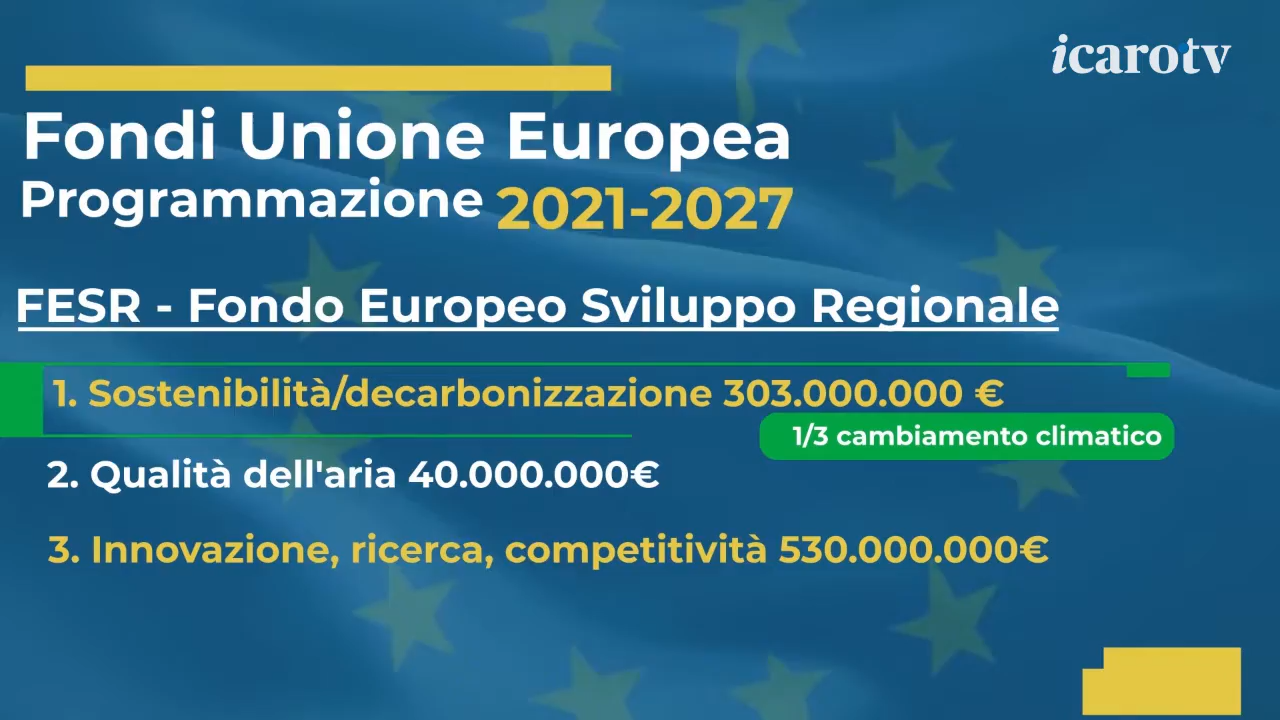 icarotv
Fondi Unione Europea
Programmazione 2021-2027
FESR - Fondo Europeo Sviluppo Regionale
1. Sostenibilità/decarbonizzazione 303.000.000 €
1/3 cambiamento climatico
2. Qualità dell'aria 40.000.000€
3. Innovazione, ricerca, competitività 530.000.000€